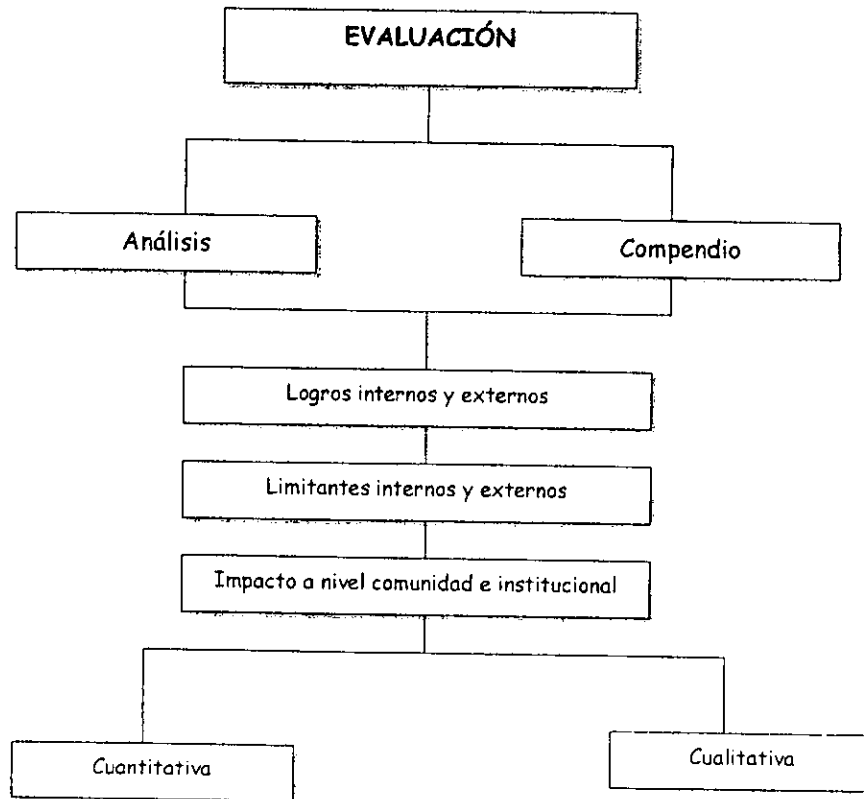 EVALUACIÓN
Análisis
Compendio
Logros internos y externos
Limitantes internos y externos
Impacto a nivel comunidad e institucional
Cuantitativa
Cualitativa